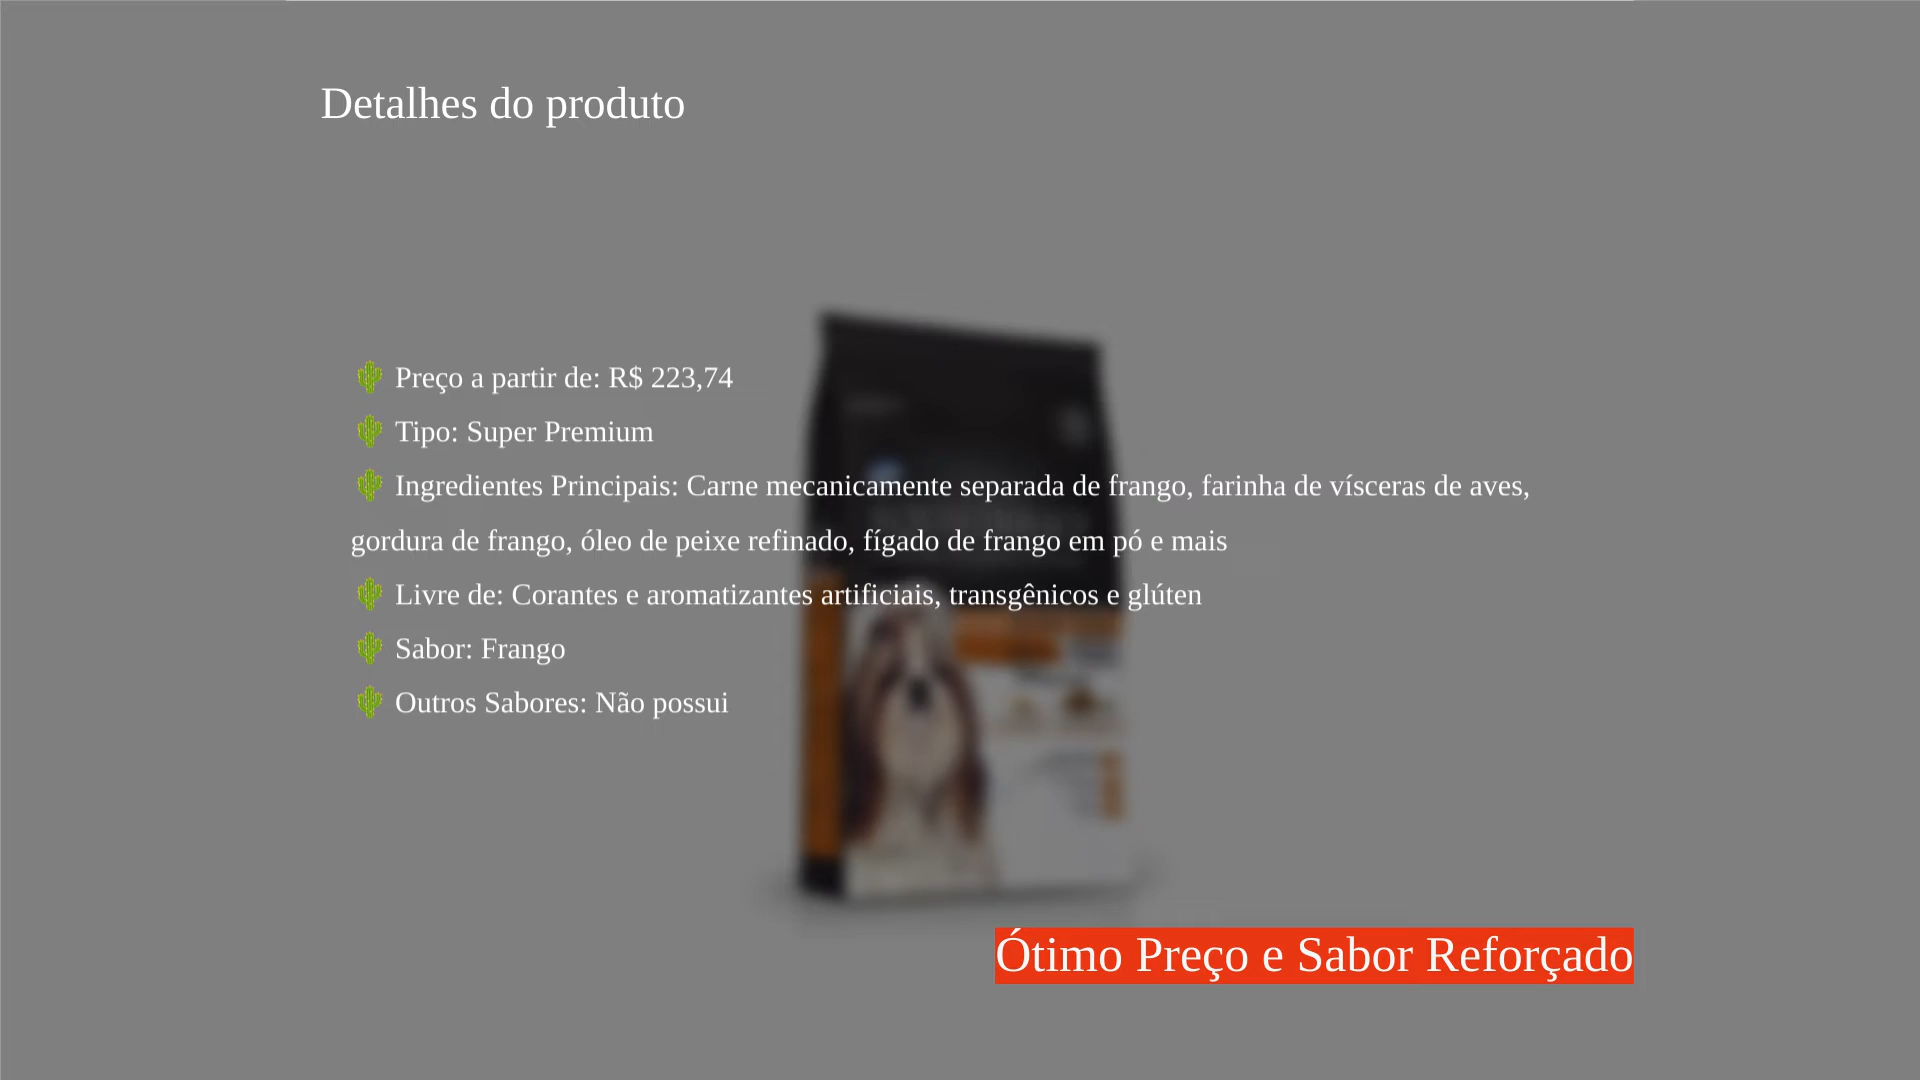 Detalhes do produto
🌵 Preço a partir de: R$ 223,74
🌵 Tipo: Super Premium
🌵 Ingredientes Principais: Carne mecanicamente separada de frango, farinha de vísceras de aves,
gordura de frango, óleo de peixe refinado, fígado de frango em pó e mais
🌵 Livre de: Corantes e aromatizantes artificiais, transgênicos e glúten
🌵 Sabor: Frango
🌵 Outros Sabores: Não possui
Ótimo Preço e Sabor Reforçado